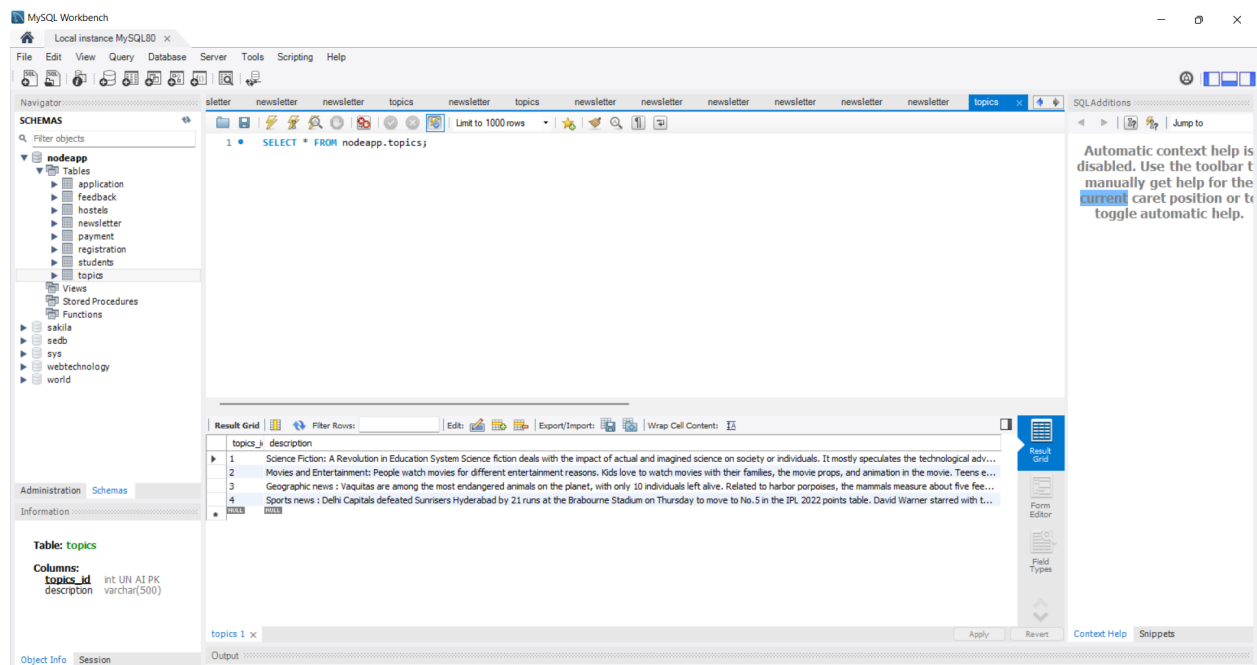 MySQL Workbench
Local instance MySQL80
File Edit View Query Database Server Tools Scripting Help
Navigator
SCHEMAS
Filter objects
nodeapp
Tables
application
feedback
hostels
newsletter
payment
registration
students
topics
Views
Stored Procedures
Functions
sakila
sedb
sys
webtechnology
world
Administration Schemas
Information
Table: topics
Columns:
topics_id int UN AI PK
description varchar(500)
Object Info Session
sletter newsletter newsletter topics newsletter topics newsletter newsletter newsletter newsletter newsletter newsletter topics
Limit to 1000 rows
1 SELECT * FROM nodeapp.topics;
Result Grid Filter Rows: Edit: Export/Import: Wrap Cell Content:
topics_i description
1 Science Fiction: A Revolution in Education System Science fiction deals with the impact of actual and imagined science on society or individuals. It mostly speculates the technological adv...
2 Movies and Entertainment: People watch movies for different entertainment reasons. Kids love to watch movies with their families, the movie props, and animation in the movie. Teens e...
3 Geographic news : Vaquitas are among the most endangered animals on the planet, with only 10 individuals left alive. Related to harbor porpoises, the mammals measure about five fee...
4 Sports news : Delhi Capitals defeated Sunrisers Hyderabad by 21 runs at the Brabourne Stadium on Thursday to move to No.5 in the IPL 2022 points table. David Warner starred with t...
NULL NULL
Result
Grid
Form
Editor
Field
Types
topics 1
Apply Revert
Output
SQLAdditions
Jump to
Automatic context help is
disabled. Use the toolbar t
manually get help for the
current caret position or to
toggle automatic help.
Context Help Snippets